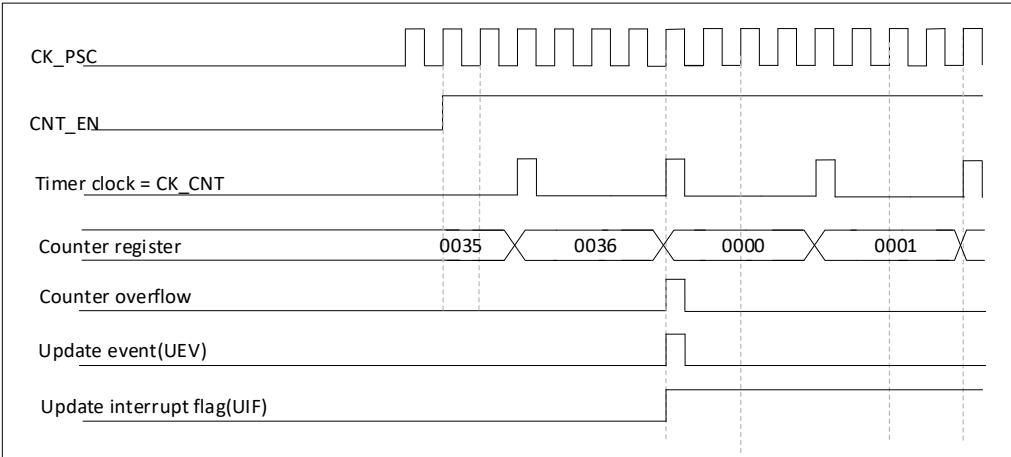 CK_PSC
CNT_EN
Timer clock = CK_CNT
Counter register 0035 0036 0000 0001
Counter overflow
Update event(UEV)
Update interrupt flag(UIF)